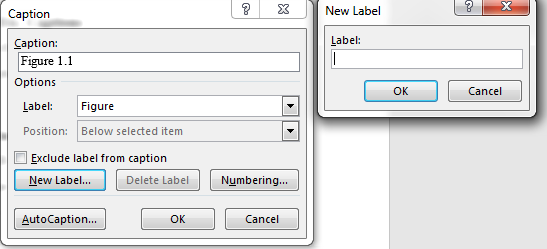 Caption
?
Caption:
Figure 1.1
Options
Label: Figure
Position: Below selected item
Exclude label from caption
New Label... Delete Label Numbering...
AutoCaption... OK Cancel
New Label
?
Label:
OK Cancel